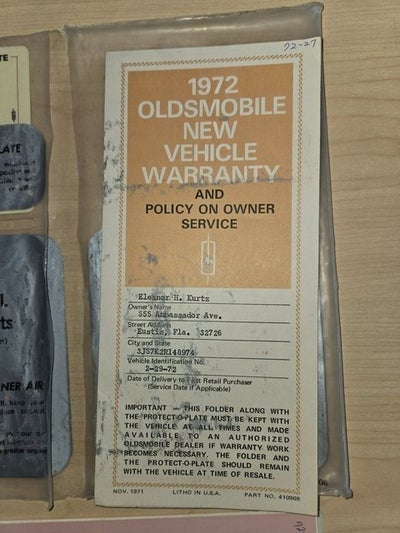 72-27
1972
OLDSMOBILE
NEW
VEHICLE
WARRANTY
AND
POLICY ON OWNER
SERVICE
Eleanor H. Kurtz
Owner's Name
555 Ambassador Ave.
Street Address
Eustis, Fla. 32726
City and State
3J57K2R148974
Vehicle Identification No.
2-29-72
Date of Delivery to First Retail Purchaser
(Service Date if Applicable)
IMPORTANT — THIS FOLDER ALONG WITH
THE PROTECT-O-PLATE MUST BE KEPT WITH
THE VEHICLE AT ALL TIMES AND MADE
AVAILABLE TO AN AUTHORIZED
OLDSMOBILE DEALER IF WARRANTY WORK
BECOMES NECESSARY. THE FOLDER AND
THE PROTECT-O-PLATE SHOULD REMAIN
WITH THE VEHICLE AT TIME OF RESALE.
NOV. 1971 LITHO IN U.S.A. PART NO. 410905